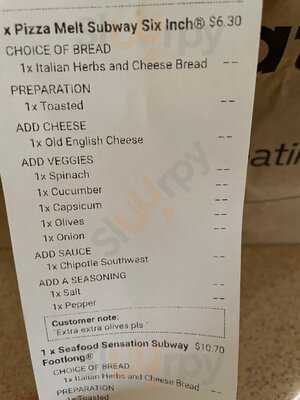 x Pizza Melt Subway Six Inch® $6.30
CHOICE OF BREAD
1x Italian Herbs and Cheese Bread --
PREPARATION
1x Toasted --
ADD CHEESE
1x Old English Cheese --
ADD VEGGIES
1x Spinach --
1x Cucumber --
1x Capsicum --
1x Olives --
1x Onion --
ADD SAUCE
1x Chipotle Southwest --
ADD A SEASONING
1x Salt --
1x Pepper --
Customer note:
"Extra extra olives pls "
1 x Seafood Sensation Subway $10.70
Footlong®
CHOICE OF BREAD
1x Italian Herbs and Cheese Bread --
PREPARATION
1x Toasted --
sluurpy